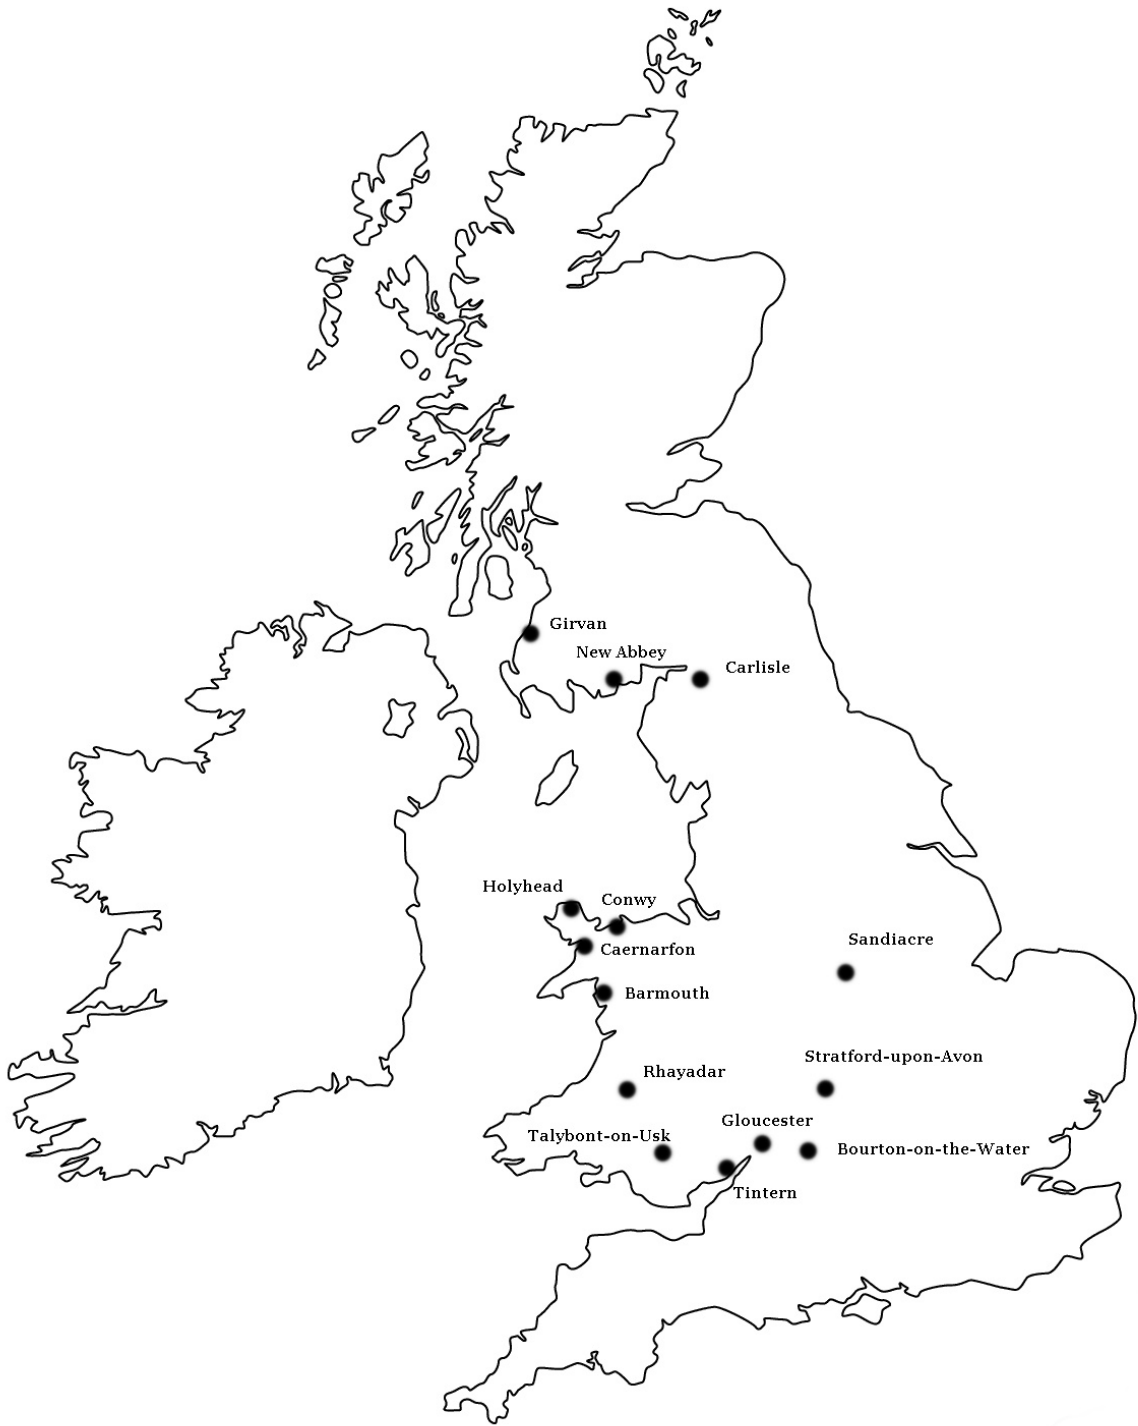 Girvan
New Abbey
Carlisle
Holyhead
Conwy
Sandiacre
Caernarfon
Barmouth
Stratford-upon-Avon
Rhayadar
Gloucester
Talybont-on-Usk
Bourton-on-the-Water
Tintern